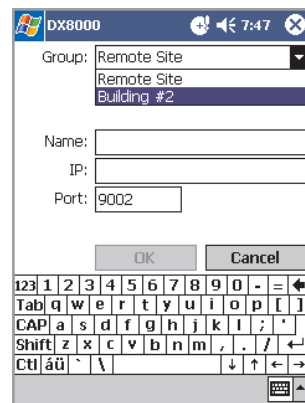 DX8000 7:47
Group: Remote Site
Remote Site
Building #2
Name:
IP:
Port: 9002
OK Cancel
123 1 2 3 4 5 6 7 8 9 0 - =
Tab q w e r t y u i o p [ ]
CAP a s d f g h j k l ; '
Shift z x c v b n m , . /
Ctl áü ` \